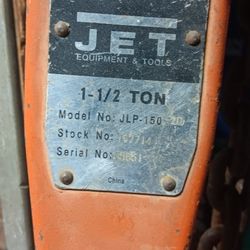 JET
EQUIPMENT & TOOLS
1-1/2 TON
Model No: JLP-150
Stock No:
Serial No:
China